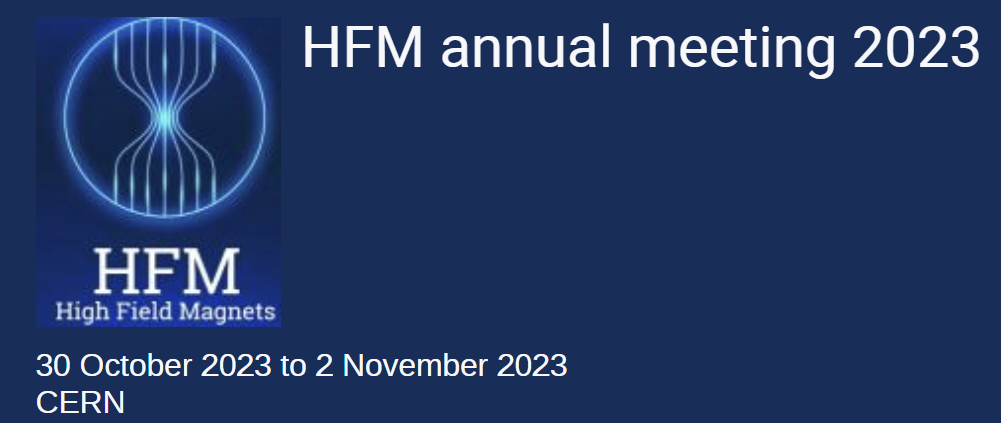 HFM annual meeting 2023
HFM
High Field Magnets
30 October 2023 to 2 November 2023
CERN